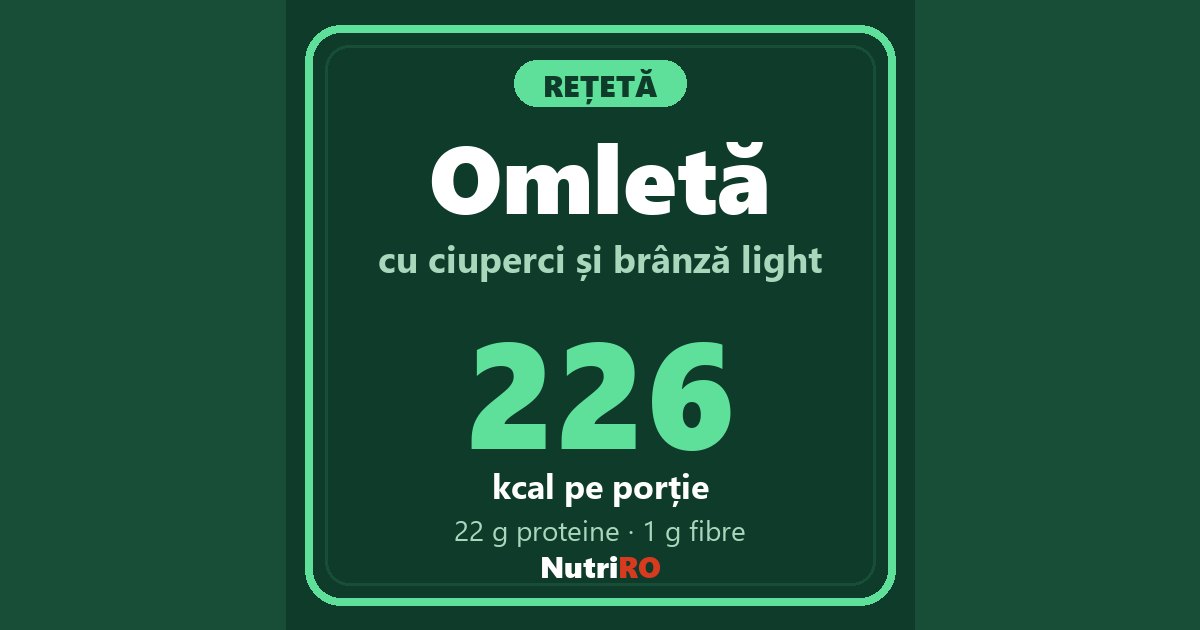 REȚETĂ
Omletă
cu ciuperci și brânză light
226
kcal pe porție
22 g proteine · 1 g fibre
NutriRO